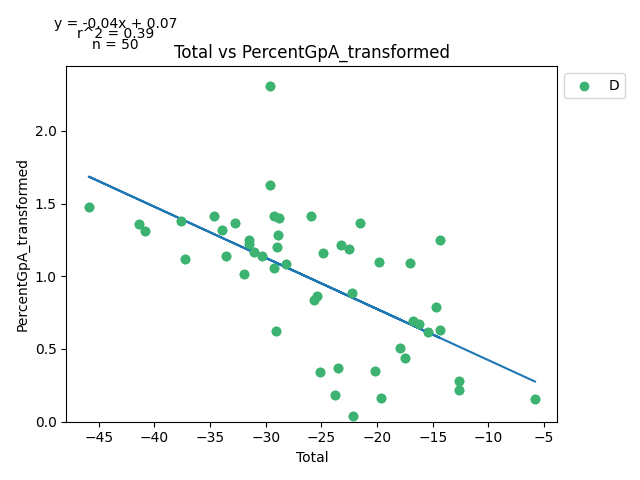 y = -0.04x + 0.07
r^2 = 0.39
n = 50
Total vs PercentGpA_transformed
D
PercentGpA_transformed
2.0
1.5
1.0
0.5
0.0
−45 −40 −35 −30 −25 −20 −15 −10 −5
Total